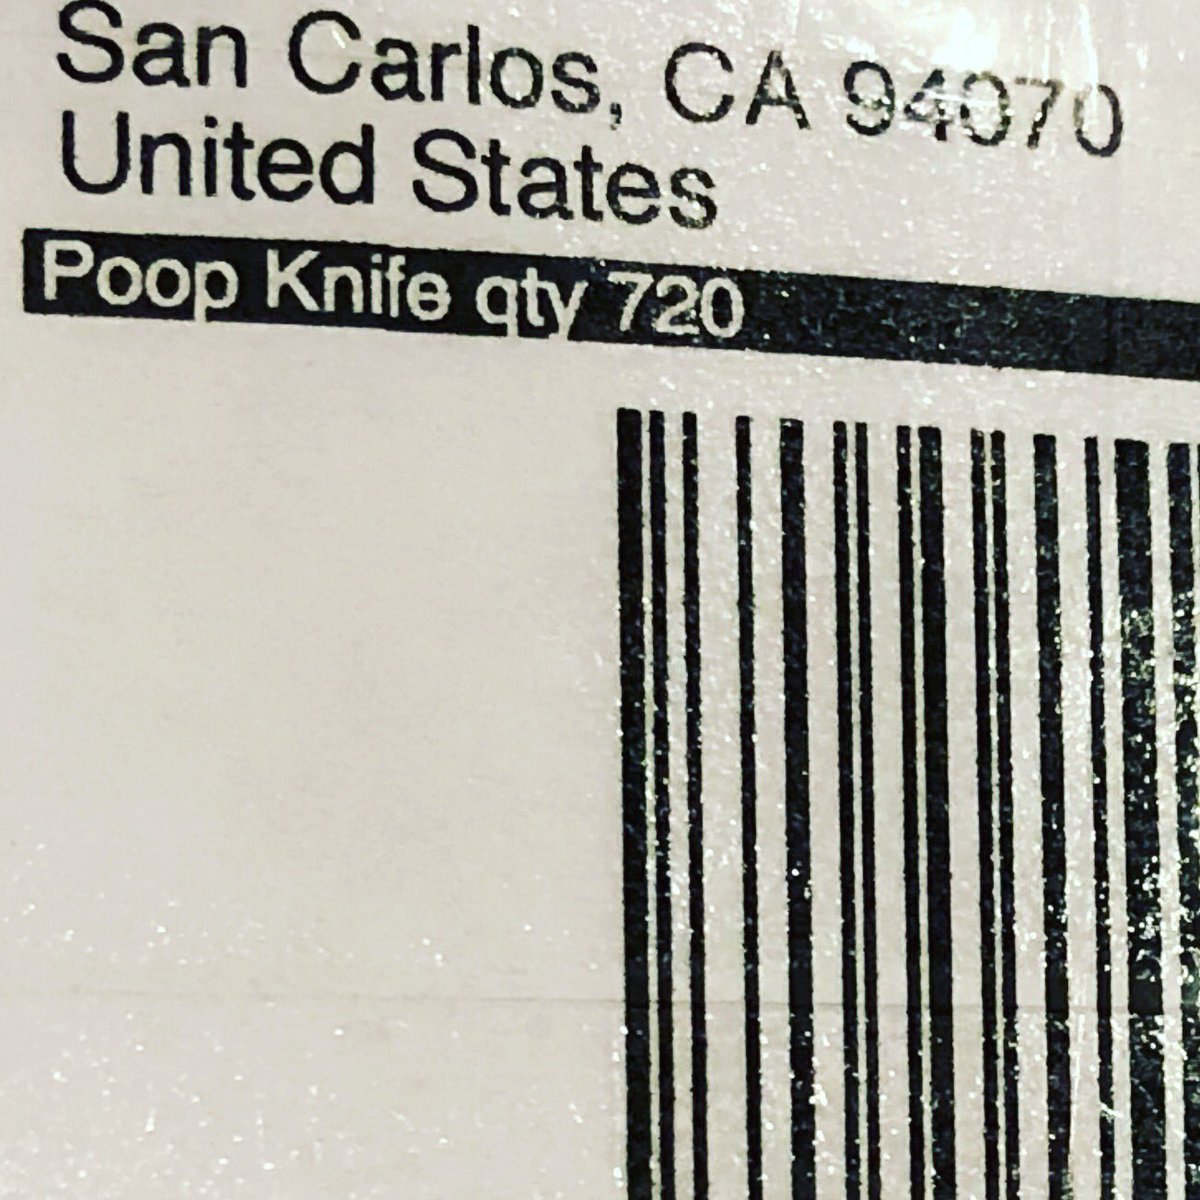 San Carlos, CA 94070
United States
Poop Knife qty 720